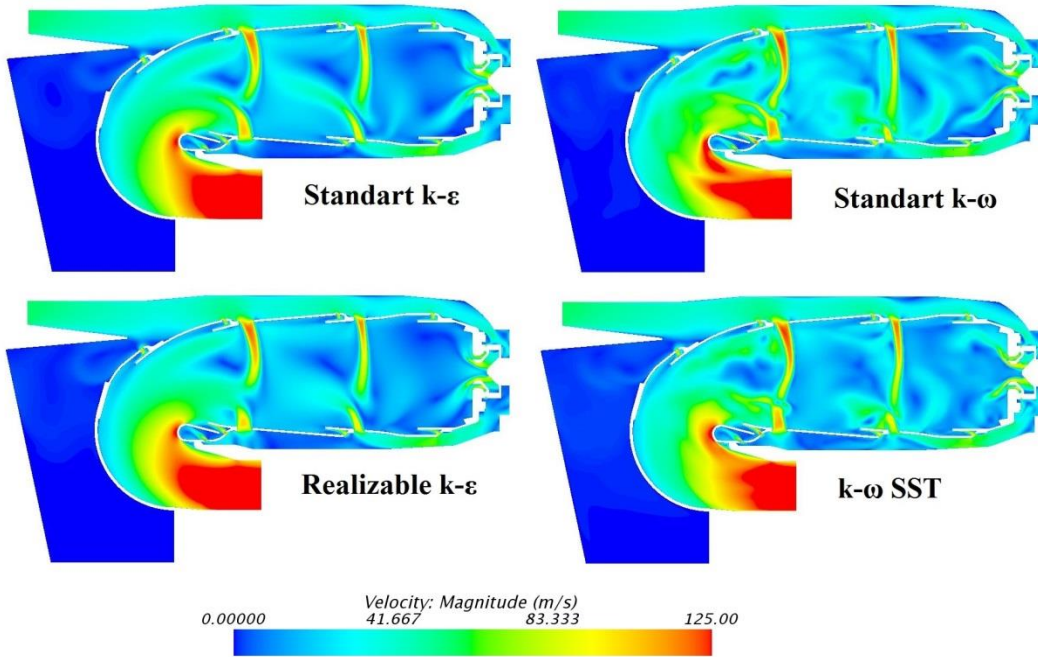 Standart k-ε
Standart k-ω
Realizable k-ε
k-ω SST
Velocity: Magnitude (m/s)
0.00000 41.667 83.333 125.00